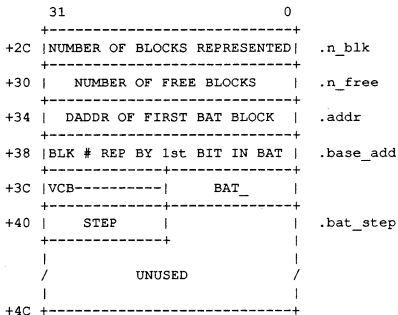 31 0
+2C |NUMBER OF BLOCKS REPRESENTED| .n_blk
+30 | NUMBER OF FREE BLOCKS | .n_free
+34 | DADDR OF FIRST BAT BLOCK | .addr
+38 |BLK # REP BY 1st BIT IN BAT | .base_add
+3C |VCB----------| BAT_ |
+40 | STEP | | .bat_step
/ UNUSED /
+4C